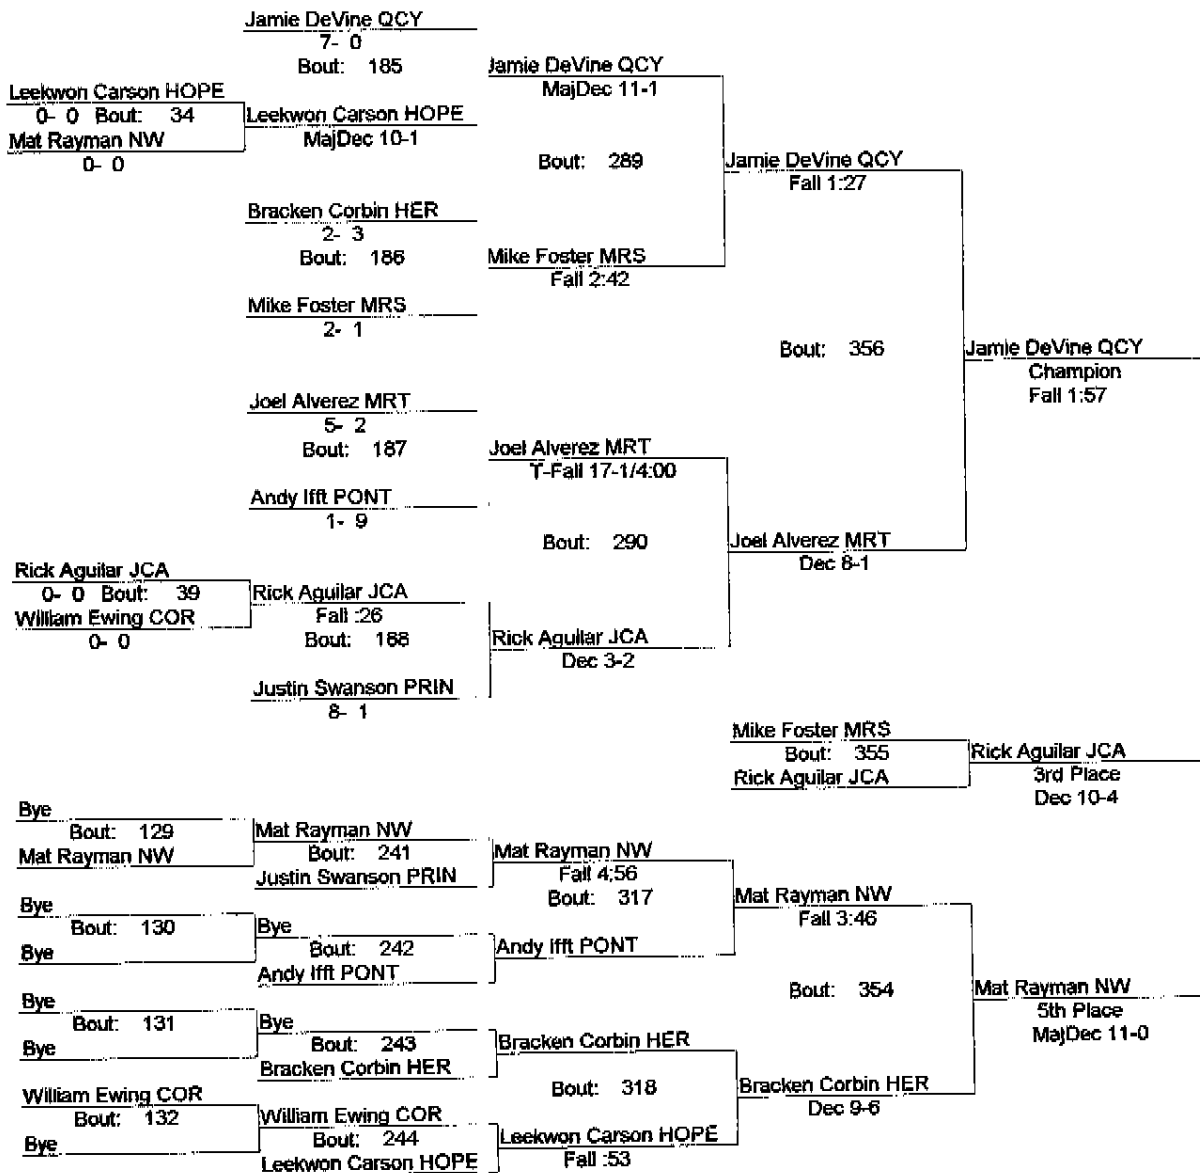 Jamie DeVine QCY
7- 0
Bout: 185
Jamie DeVine QCY
MajDec 11-1
Leekwon Carson HOPE
0- 0 Bout: 34
Leekwon Carson HOPE
MajDec 10-1
Mat Rayman NW
0- 0
Bout: 289
Jamie DeVine QCY
Fall 1:27
Bracken Corbin HER
2- 3
Bout: 186
Mike Foster MRS
Fall 2:42
Mike Foster MRS
2- 1
Bout: 356
Jamie DeVine QCY
Champion
Fall 1:57
Joel Alverez MRT
5- 2
Bout: 187
Joel Alverez MRT
T-Fall 17-1/4:00
Andy Ifft PONT
1- 9
Bout: 290
Joel Alverez MRT
Dec 8-1
Rick Aguilar JCA
0- 0 Bout: 39
Rick Aguilar JCA
Fall :26
William Ewing COR
0- 0
Bout: 188
Rick Aguilar JCA
Dec 3-2
Justin Swanson PRIN
8- 1
Mike Foster MRS
Bout: 355
Rick Aguilar JCA
Rick Aguilar JCA
3rd Place
Dec 10-4
Bye
Bout: 129
Mat Rayman NW
Mat Rayman NW
Bout: 241
Justin Swanson PRIN
Mat Rayman NW
Fall 4:56
Bout: 317
Mat Rayman NW
Fall 3:46
Bye
Bout: 130
Bye
Bye
Bout: 242
Andy Ifft PONT
Andy Ifft PONT
Bout: 354
Mat Rayman NW
5th Place
MajDec 11-0
Bye
Bout: 131
Bye
Bye
Bout: 243
Bracken Corbin HER
Bracken Corbin HER
Bout: 318
Bracken Corbin HER
Dec 9-6
William Ewing COR
Bout: 132
Bye
William Ewing COR
Bout: 244
Leekwon Carson HOPE
Leekwon Carson HOPE
Fall :53